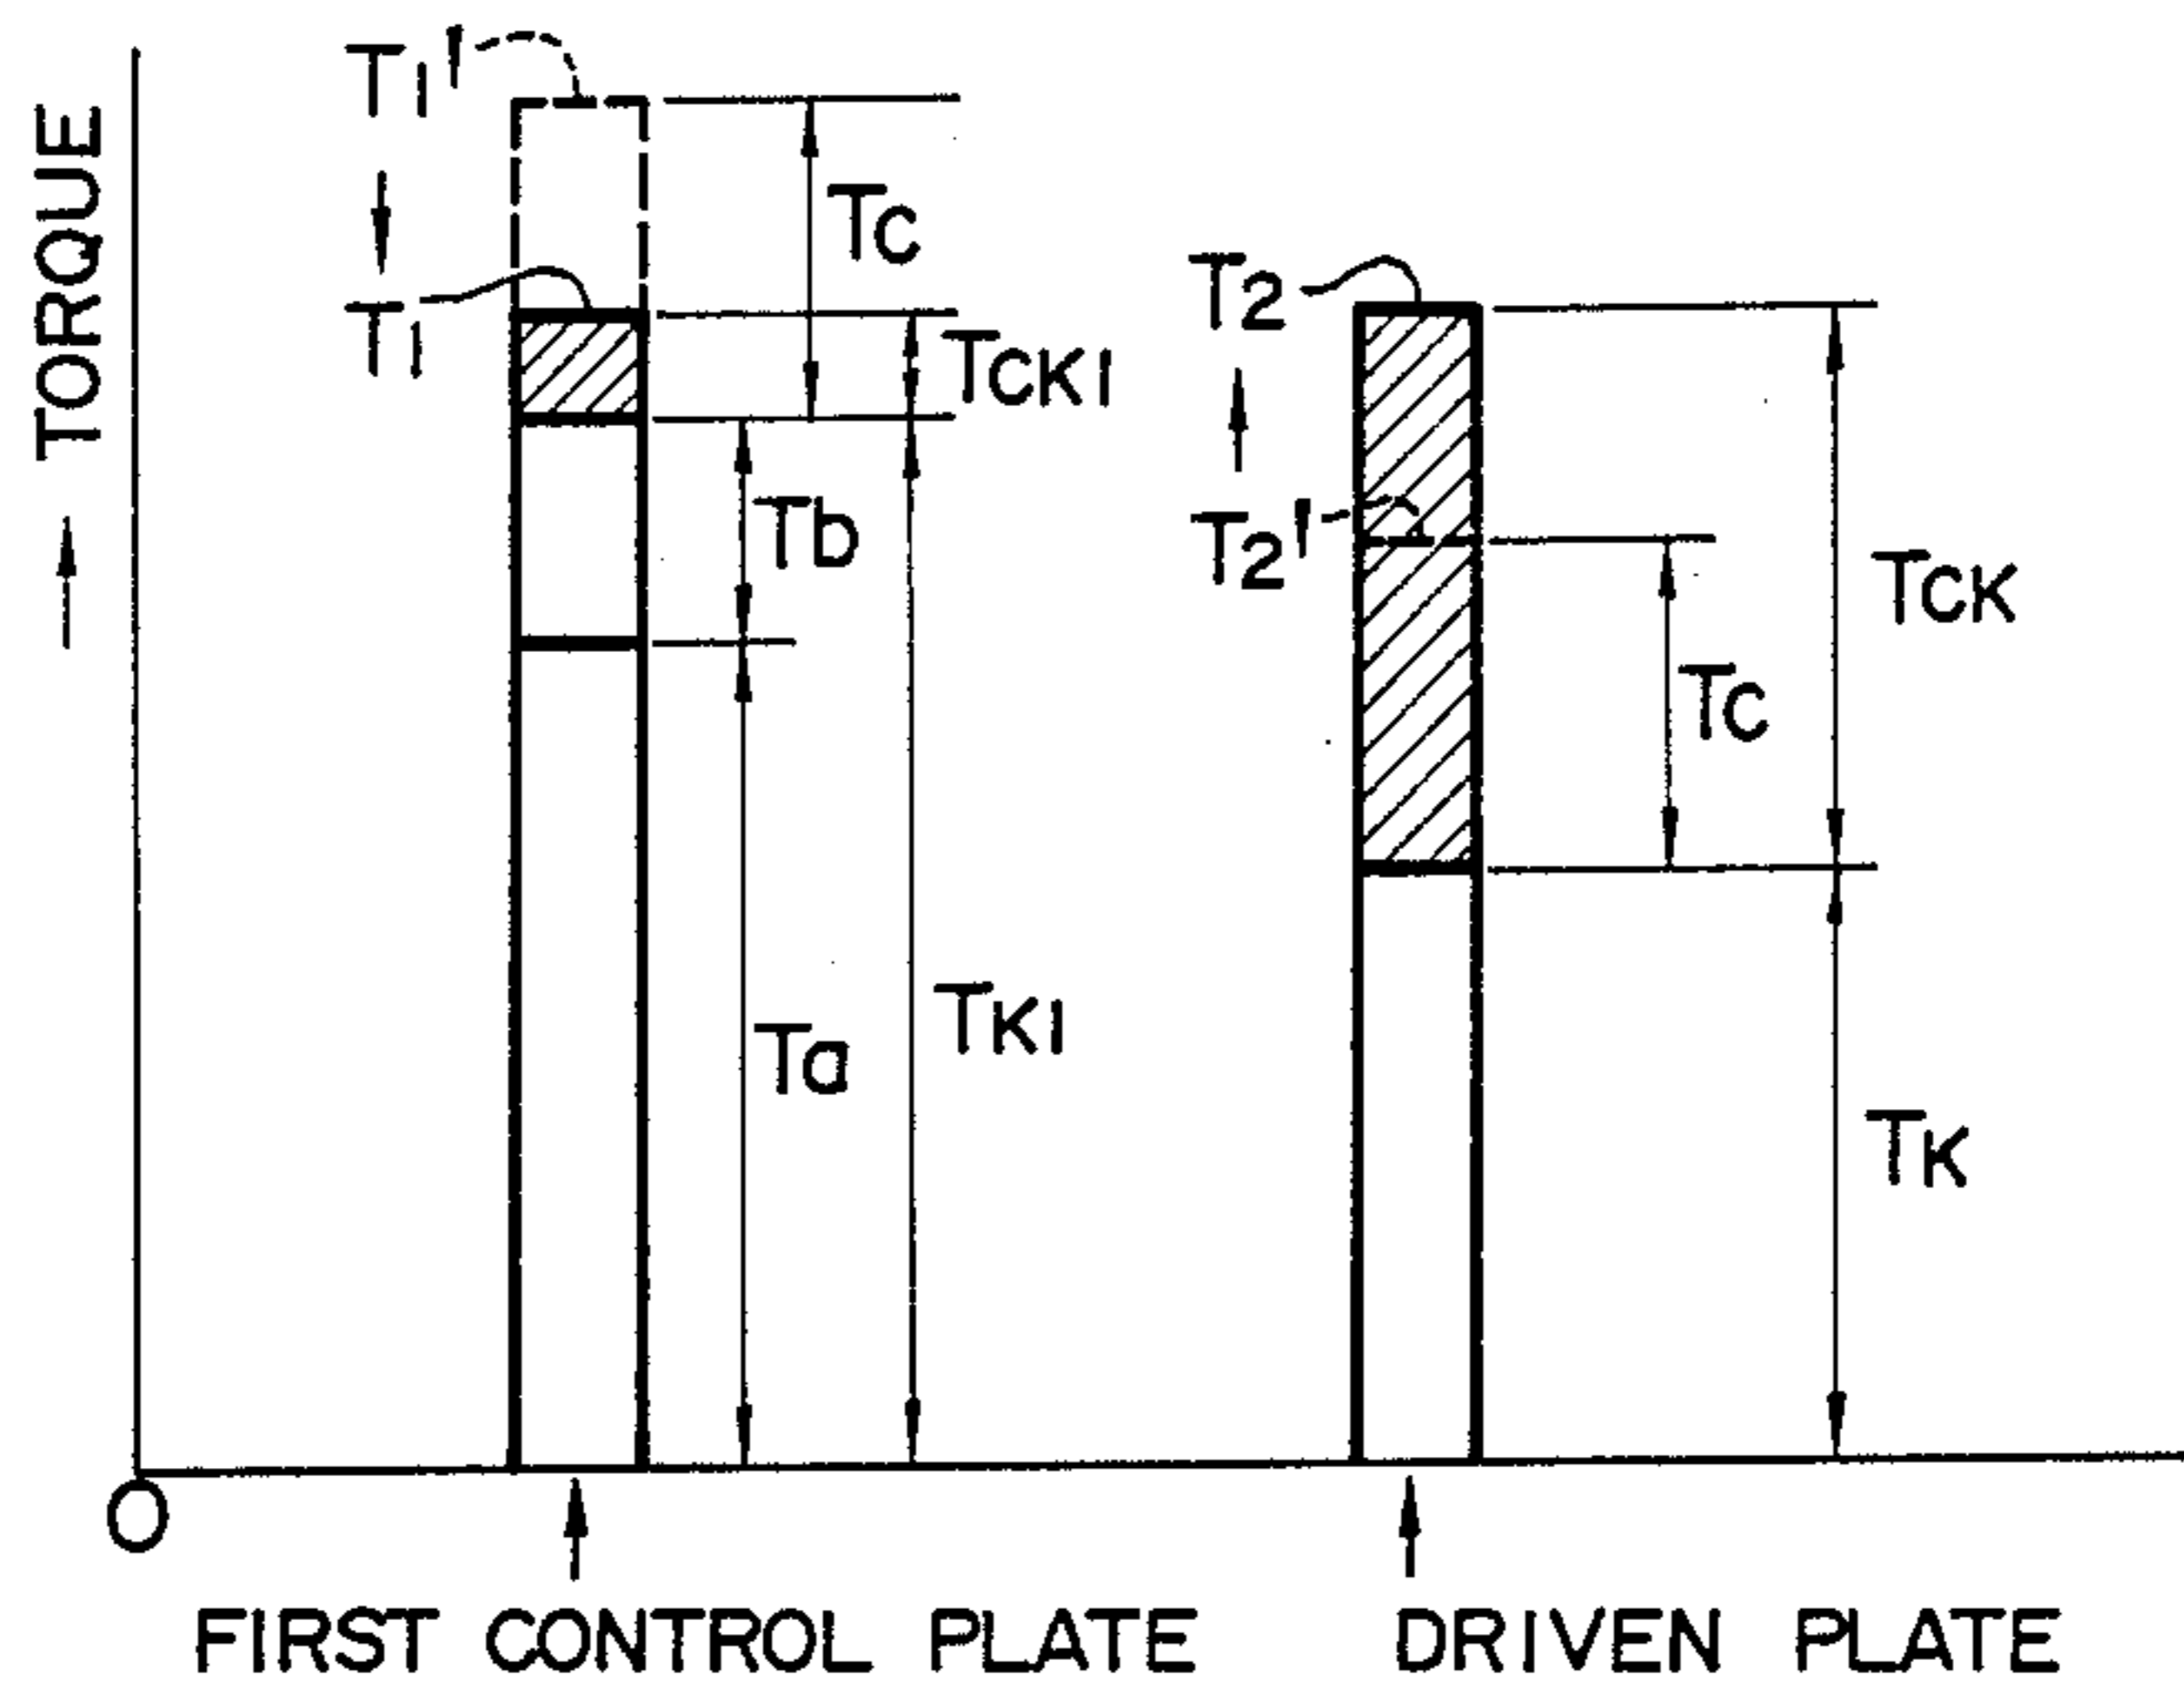 TORQUE
T1'
T1
TC
TCK1
Tb
Ta
TK1
T2
T2'
TCK
TC
TK
O
FIRST CONTROL PLATE
DRIVEN PLATE